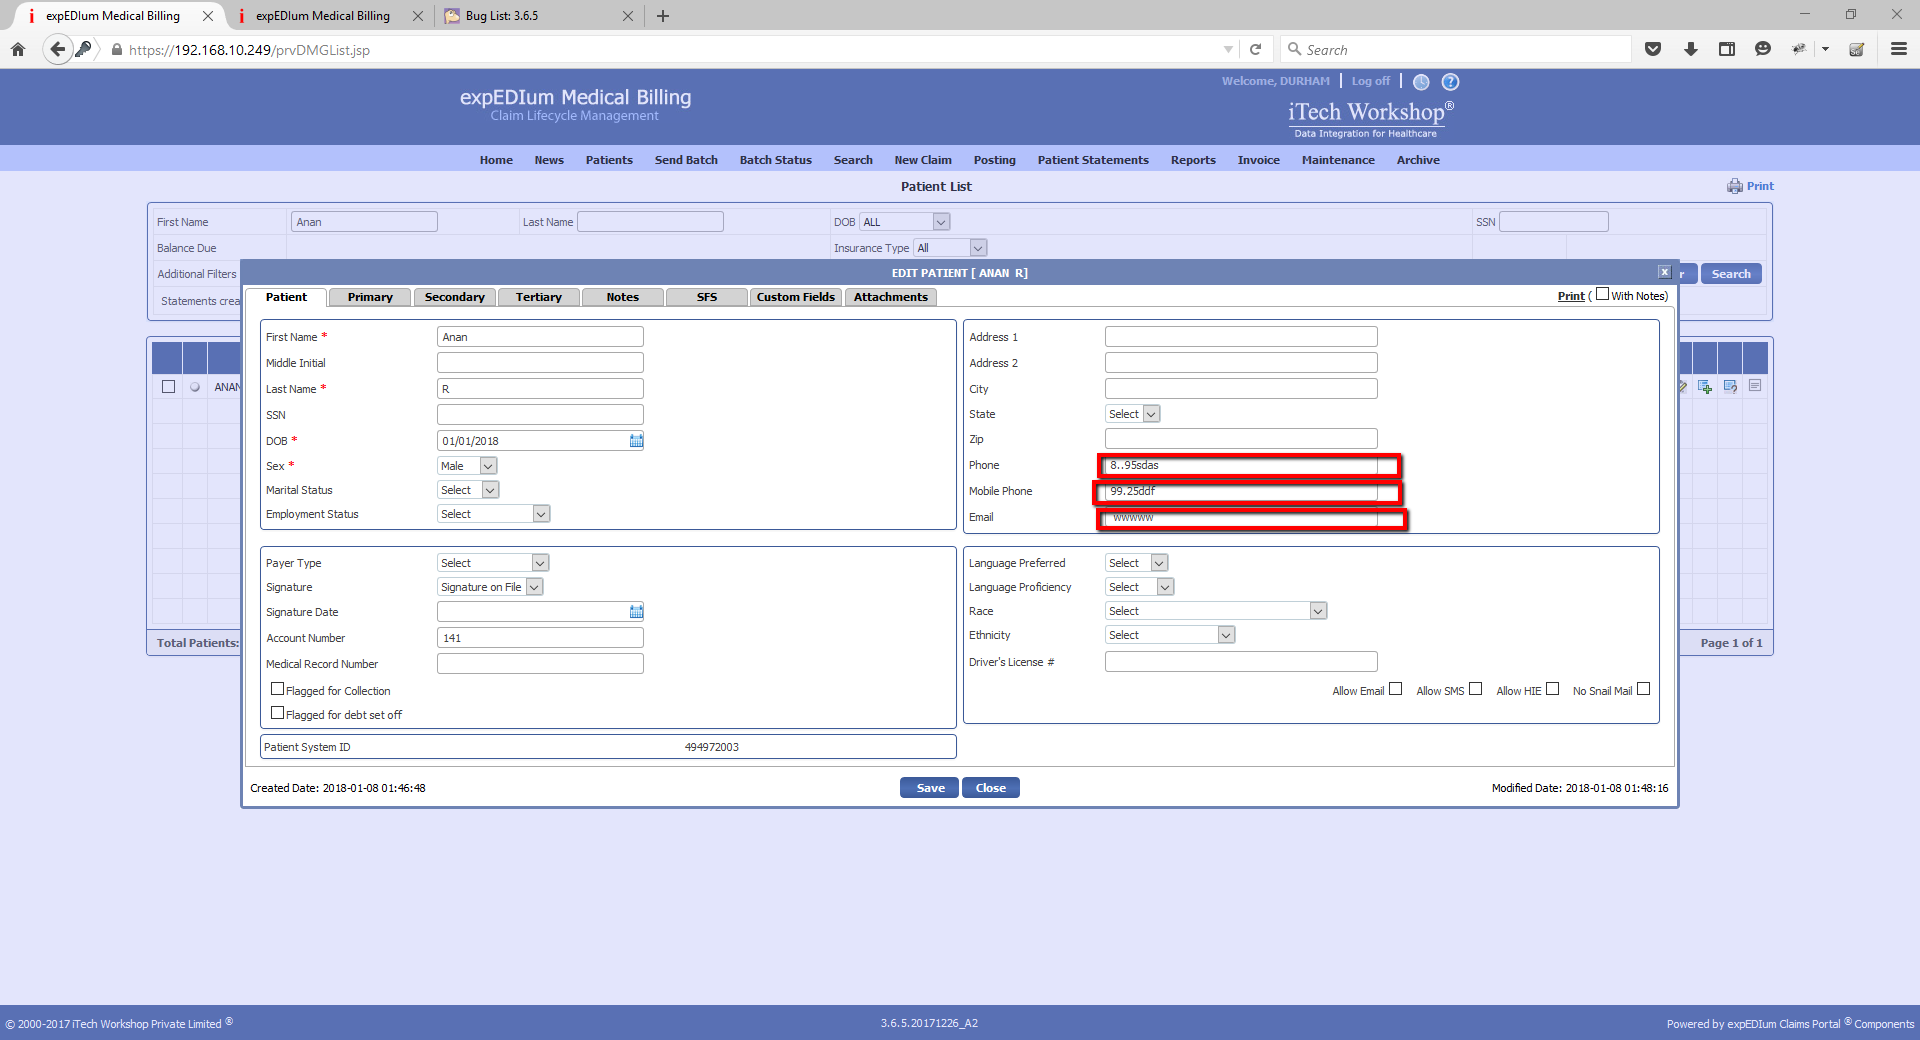 expEDIum Medical Billing
expEDIum Medical Billing
Bug List: 3.6.5
https://192.168.10.249/prvDMGList.jsp
Search
Welcome, DURHAM
Log off
expEDIum Medical Billing
Claim Lifecycle Management
iTech Workshop®
Data Integration for Healthcare
Home News Patients Send Batch Batch Status Search New Claim Posting Patient Statements Reports Invoice Maintenance Archive
Patient List
Print
First Name Anan Last Name DOB ALL SSN
Balance Due Insurance Type All
Additional Filters r Search
Statements crea
EDIT PATIENT [ ANAN R]
Patient Primary Secondary Tertiary Notes SFS Custom Fields Attachments
Print ( With Notes)
First Name * Anan
Middle Initial
Last Name * R
SSN
DOB * 01/01/2018
Sex * Male
Marital Status Select
Employment Status Select
Address 1
Address 2
City
State Select
Zip
Phone 8..95sdas
Mobile Phone 99.25ddf
Email wwwww
ANAN
Payer Type Select
Signature Signature on File
Signature Date
Account Number 141
Medical Record Number
Flagged for Collection
Flagged for debt set off
Language Preferred Select
Language Proficiency Select
Race Select
Ethnicity Select
Driver's License #
Allow Email Allow SMS Allow HIE No Snail Mail
Patient System ID 494972003
Total Patients:
Page 1 of 1
Created Date: 2018-01-08 01:46:48
Save Close
Modified Date: 2018-01-08 01:48:16
© 2000-2017 iTech Workshop Private Limited ®
3.6.5.20171226_A2
Powered by expEDIum Claims Portal ® Components